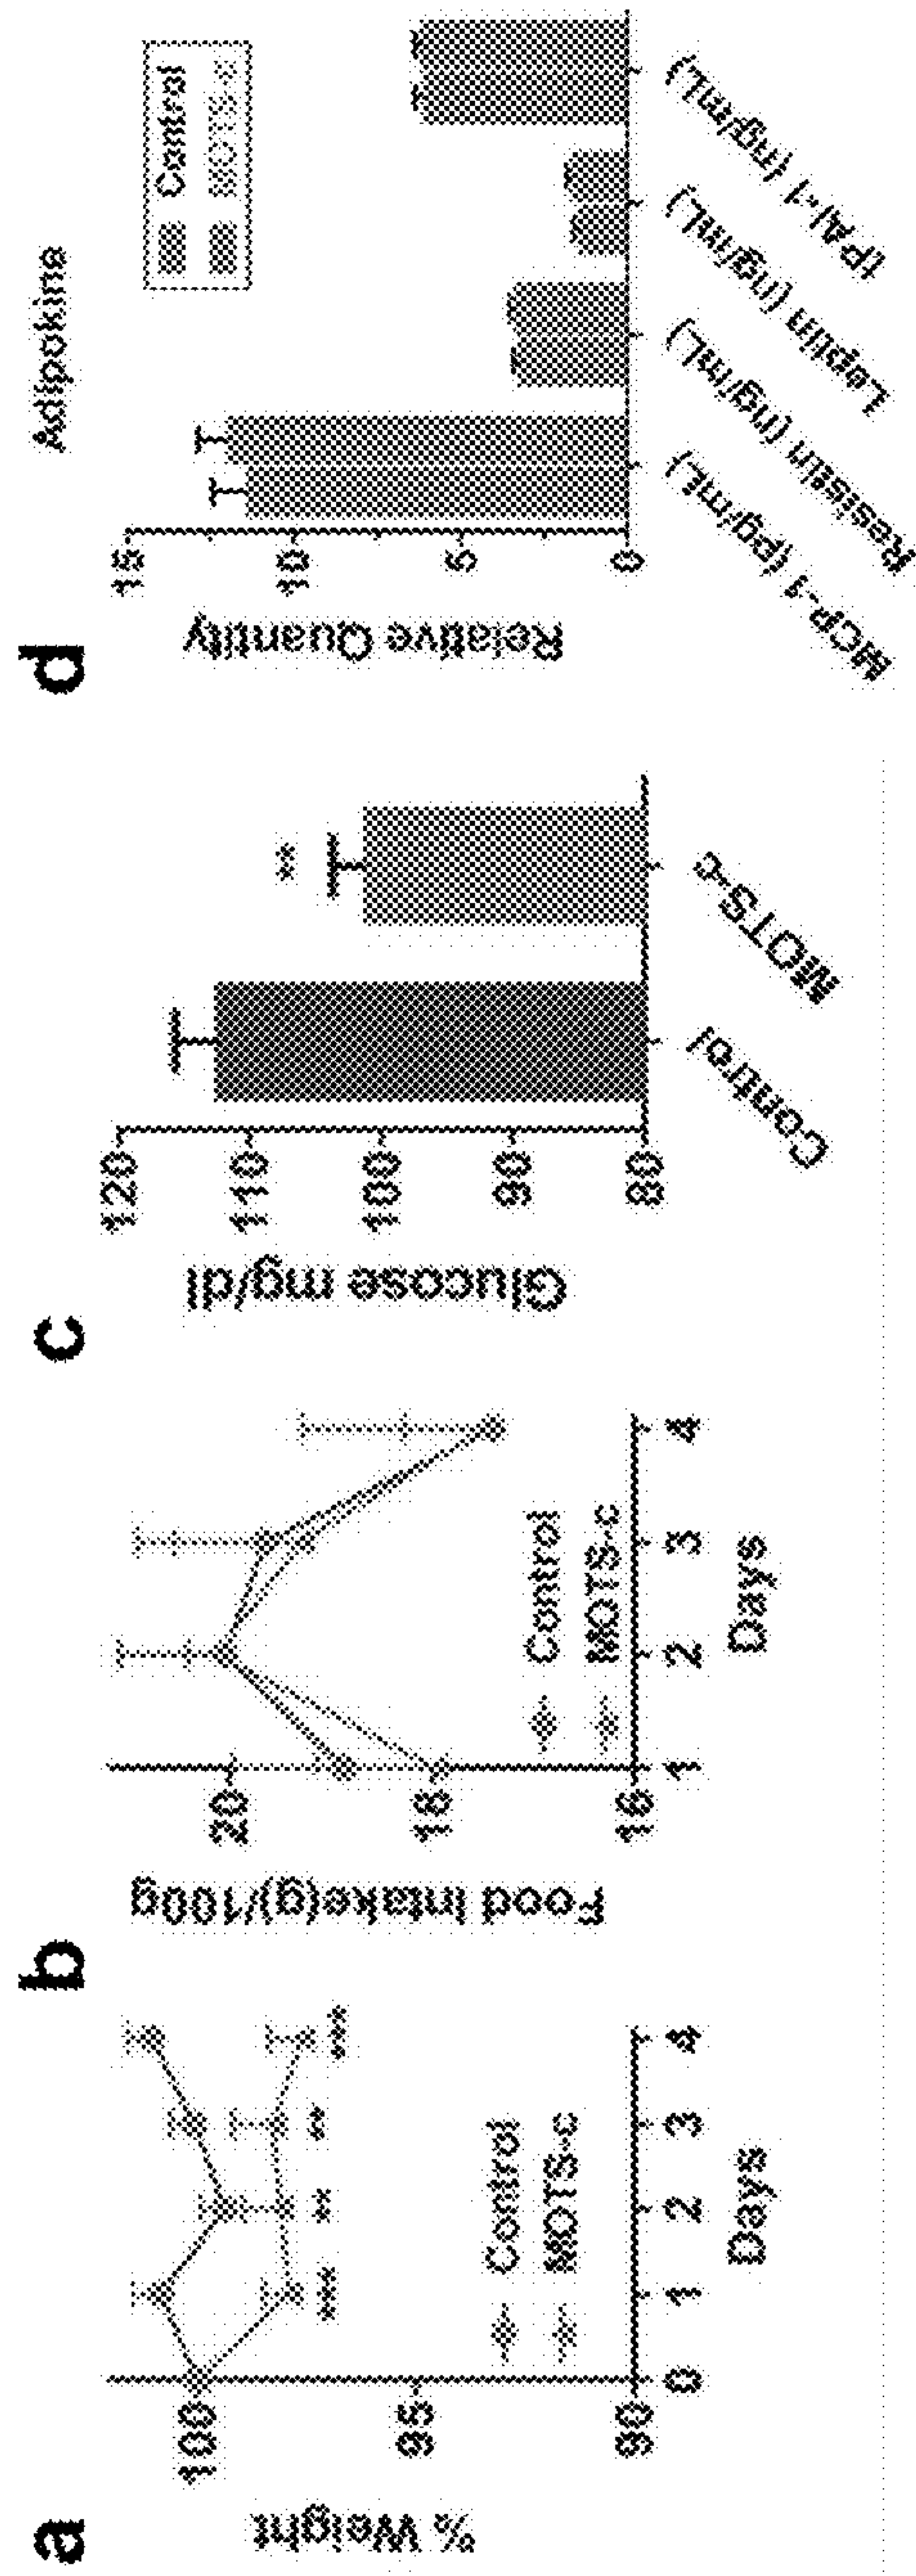 a
% Weight
100
95
90
0
1
2
3
4
Days
Control
MOTS-c
**
**
b
Food intake(g)/100g
20
18
16
1
2
3
4
Days
Control
MOTS-c
c
Glucose mg/dl
120
110
100
90
80
Control
MOTS-c
**
d
Adipokine
Relative Quantity
15
10
5
0
Control
MOTS-c
MCP-1 (pg/mL)
Resistin (ng/mL)
Leptin (ng/mL)
tPAI-1 (ng/mL)